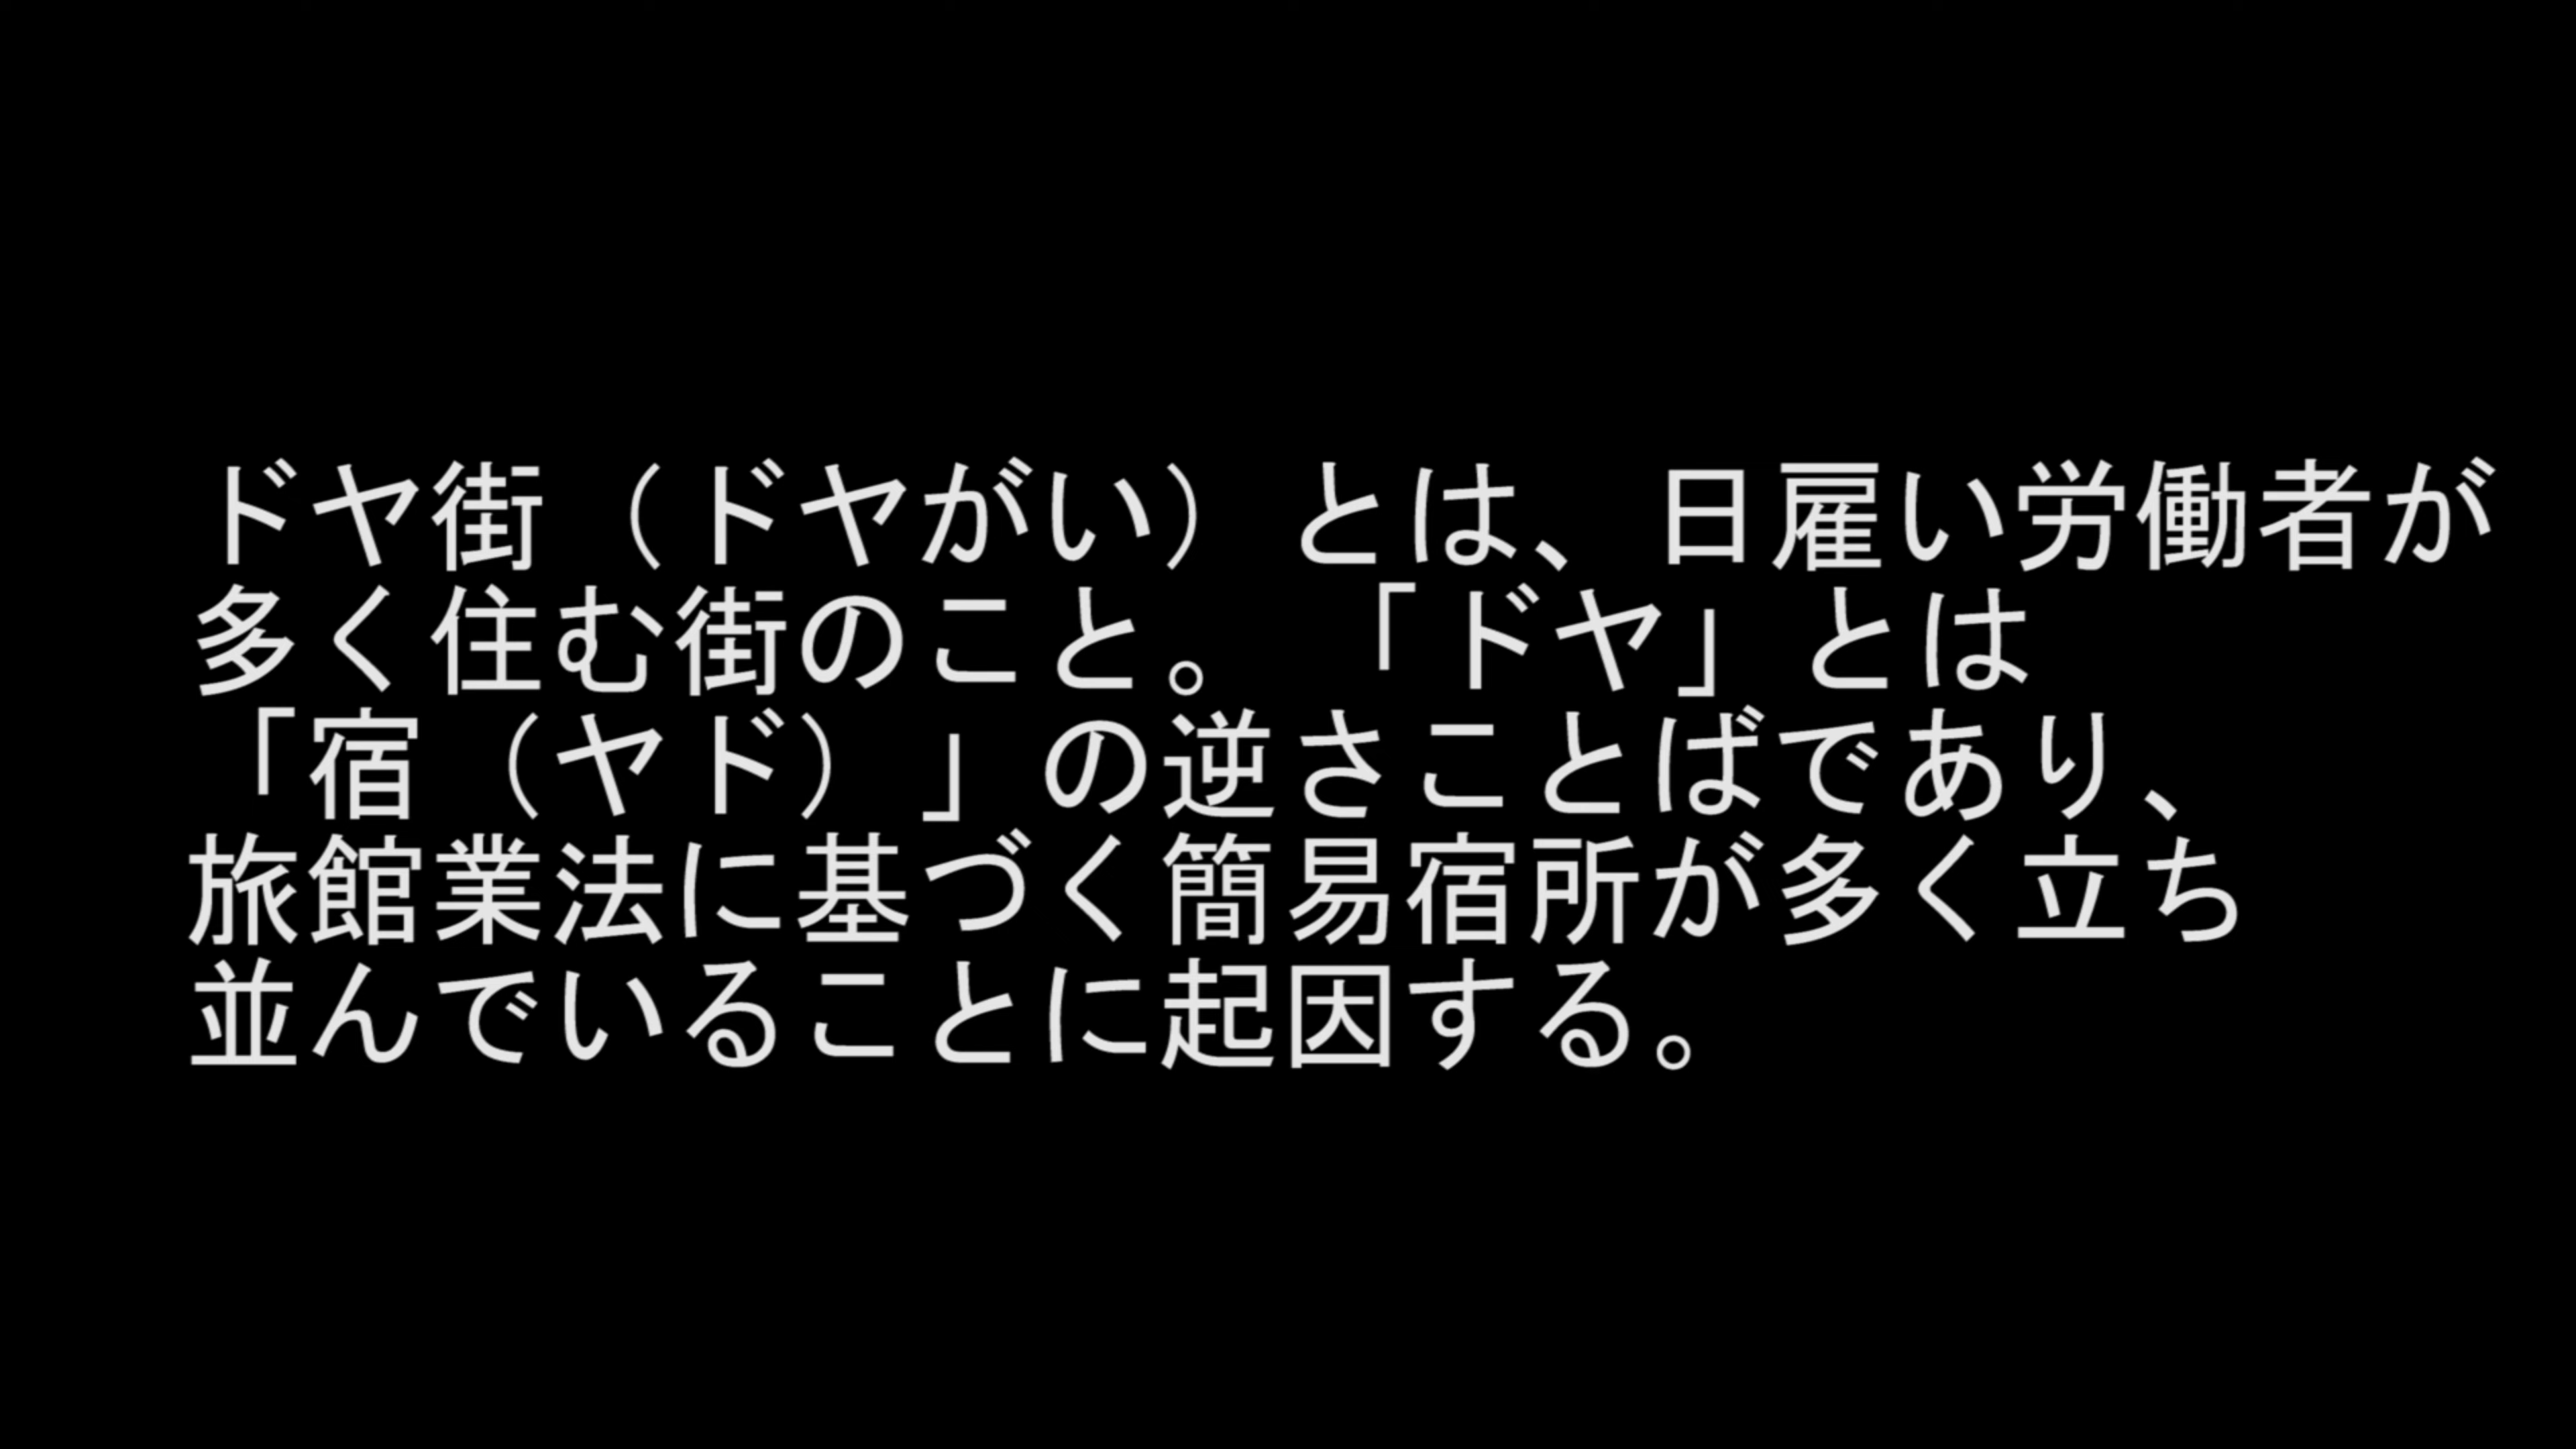 ドヤ街（ドヤがい）とは、日雇い労働者が
多く住む街のこと。「ドヤ」とは
「宿（ヤド）」の逆さことばであり、
旅館業法に基づく簡易宿所が多く立ち
並んでいることに起因する。